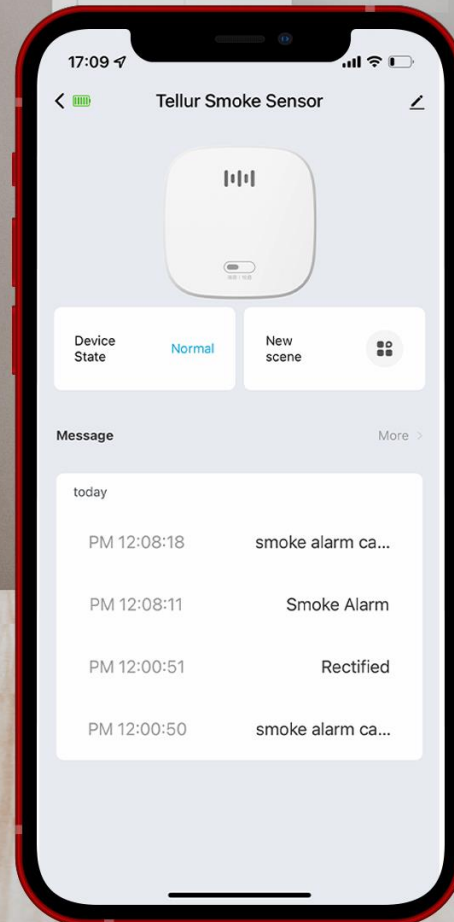 17:09
Tellur Smoke Sensor
Device State
Normal
New scene
Message
More >
today
PM 12:08:18 smoke alarm ca...
PM 12:08:11 Smoke Alarm
PM 12:00:51 Rectified
PM 12:00:50 smoke alarm ca...